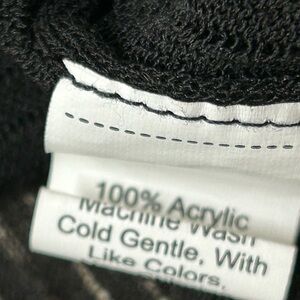 100% Acrylic
Machine Wash
Cold Gentle, With
Like Colors,